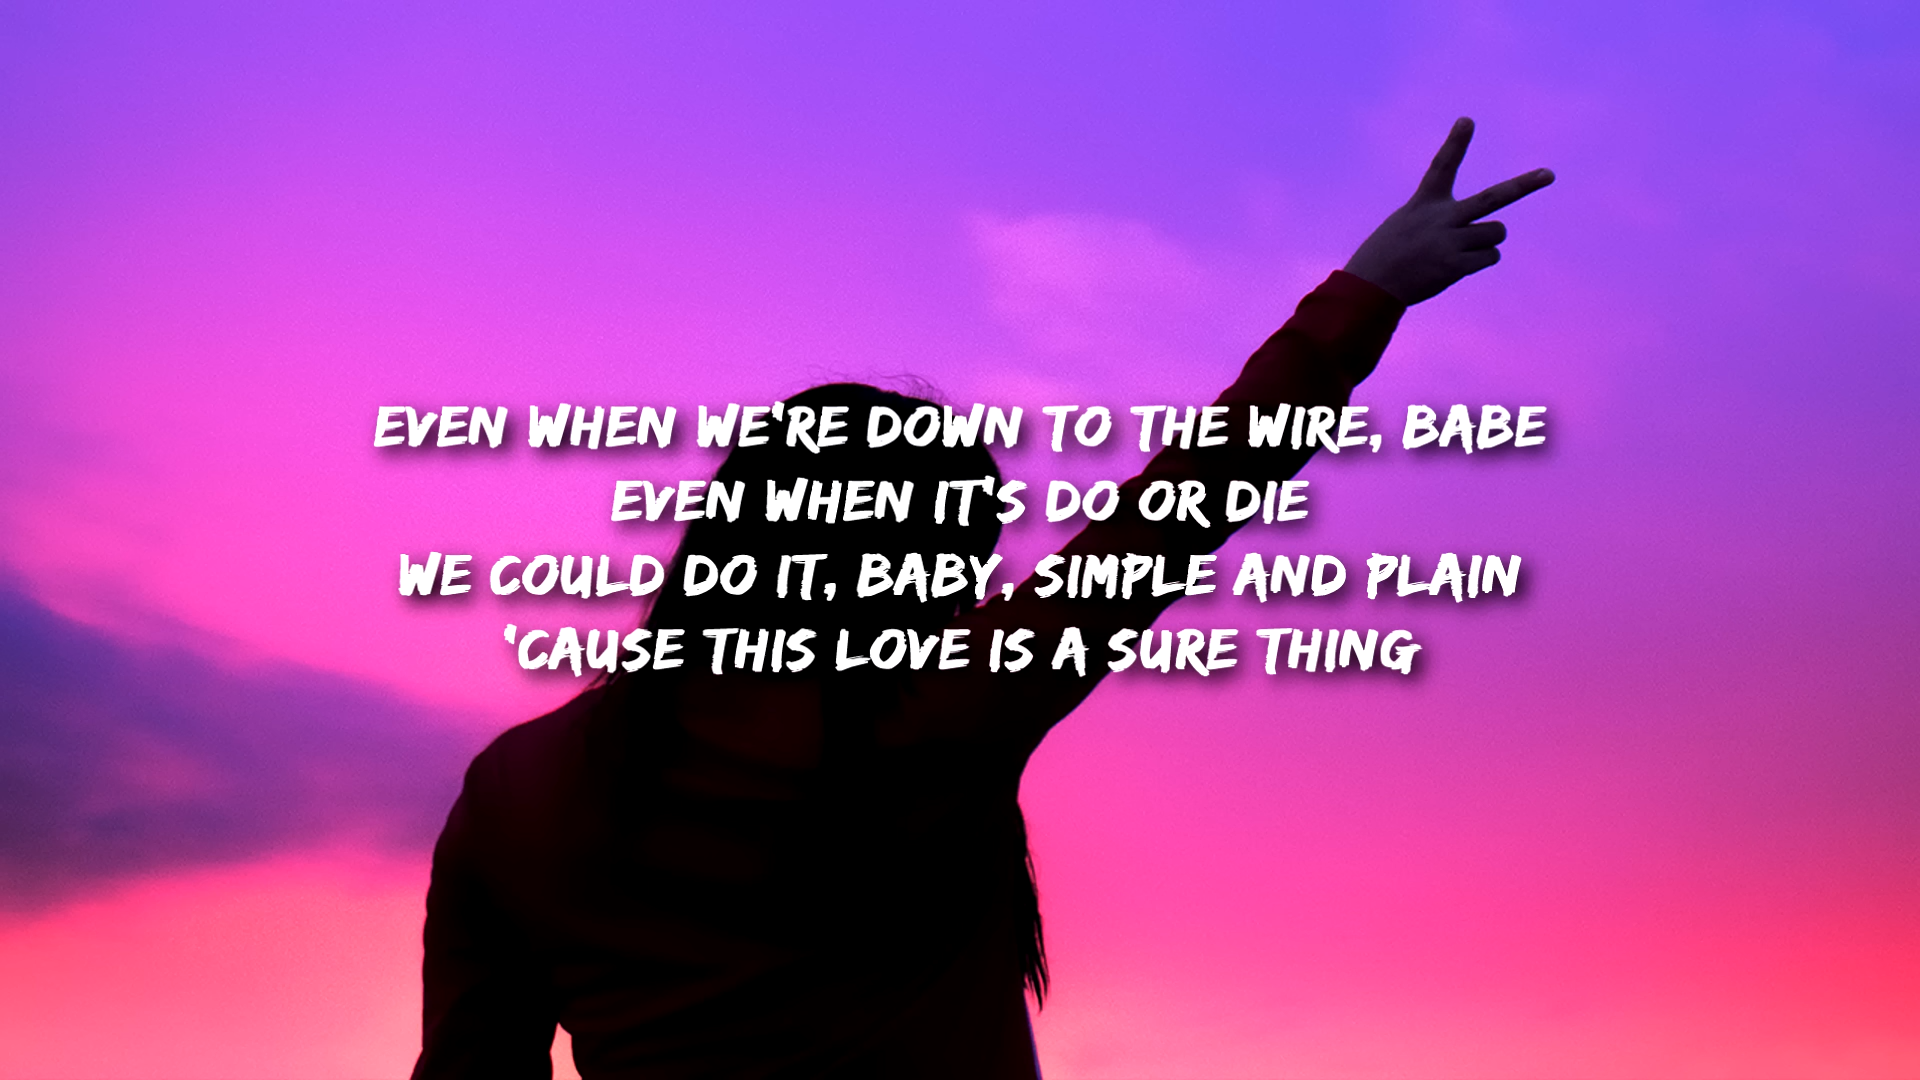 EVEN WHEN WE'RE DOWN TO THE WIRE, BABE
EVEN WHEN IT'S DO OR DIE
WE COULD DO IT, BABY, SIMPLE AND PLAIN
'CAUSE THIS LOVE IS A SURE THING